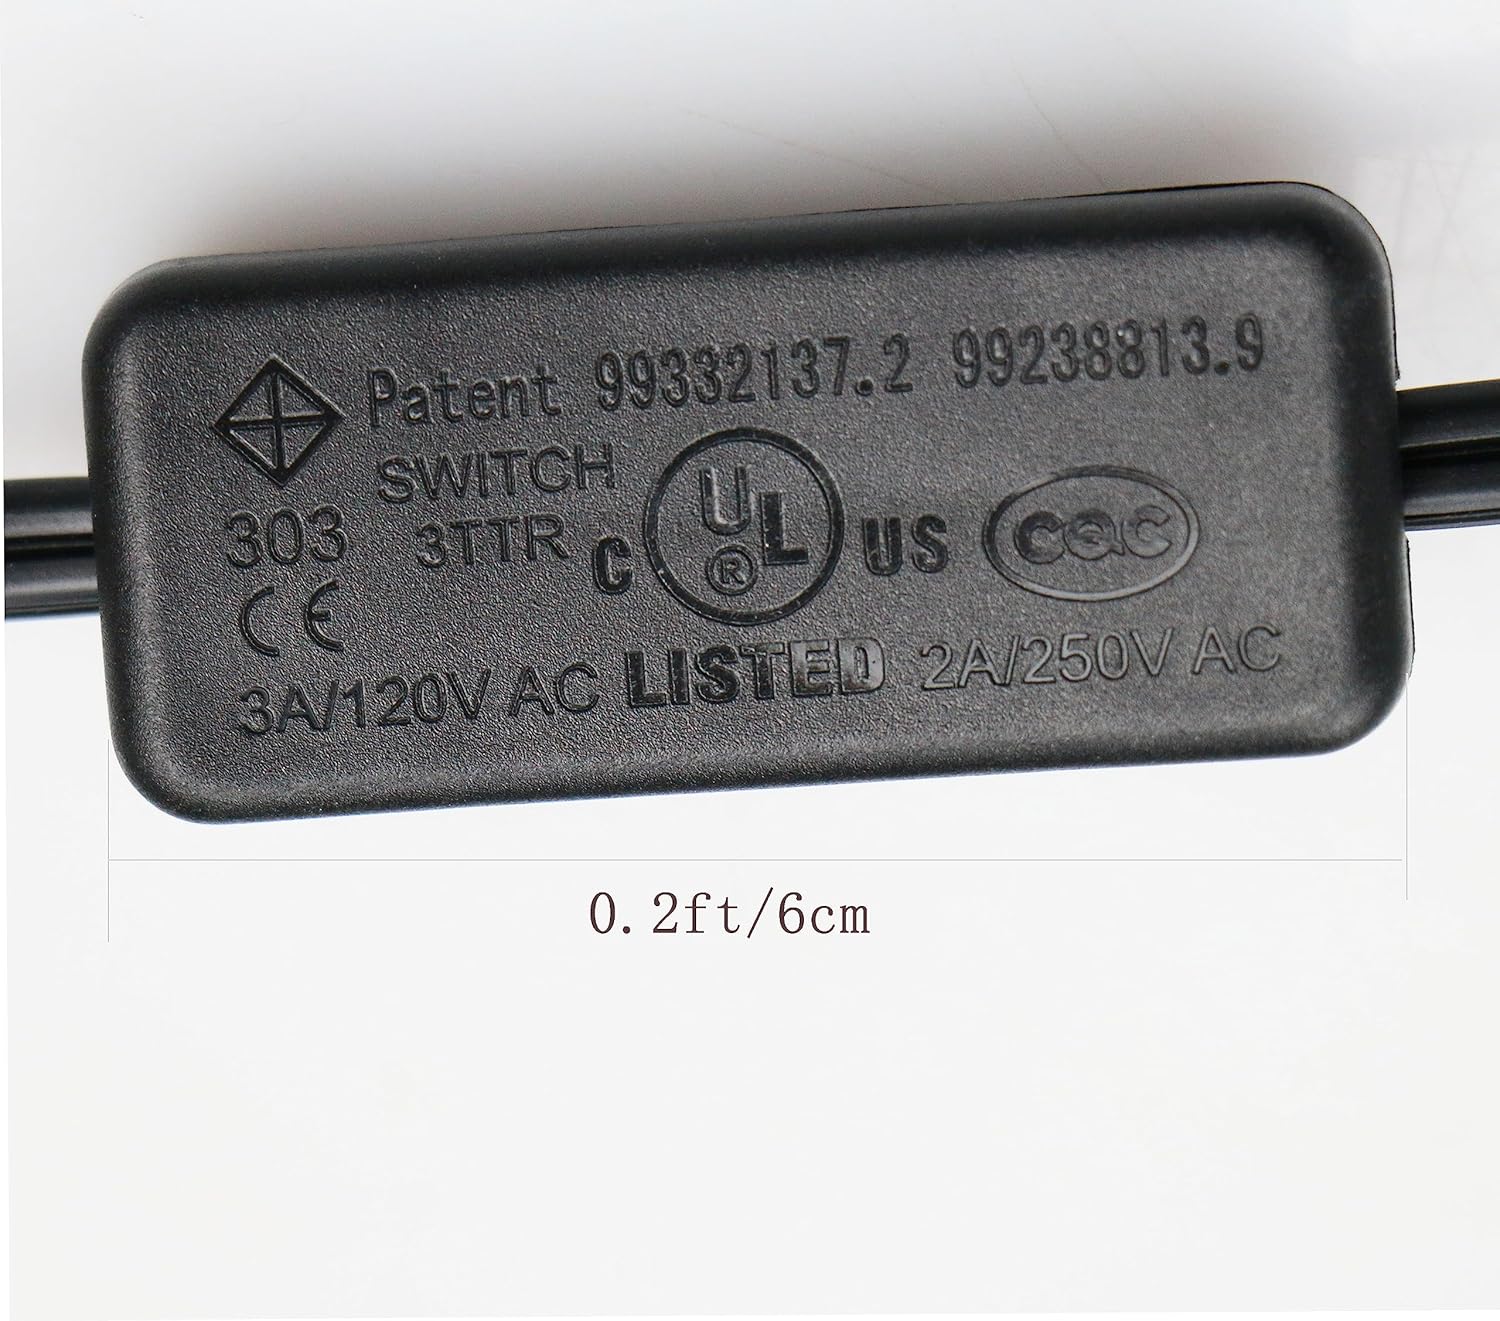 Patent 99332137.2 99238813.9
SWITCH
303 3TTR C UL® US CQC
CE
3A/120V AC LISTED 2A/250V AC
0.2ft/6cm